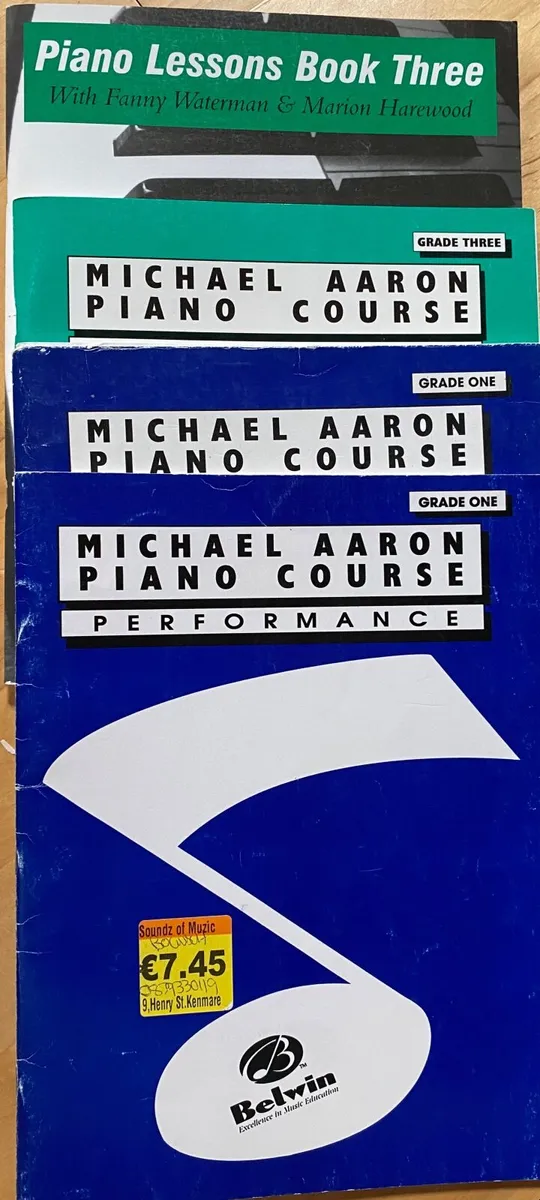 Piano Lessons Book Three
With Fanny Waterman & Marion Harewood
GRADE THREE
MICHAEL AARON
PIANO COURSE
GRADE ONE
MICHAEL AARON
PIANO COURSE
GRADE ONE
MICHAEL AARON
PIANO COURSE
PERFORMANCE
Soundz of Muzic
€7.45
9,Henry St.Kenmare
B
TM
Belwin
Excellence in Music Education